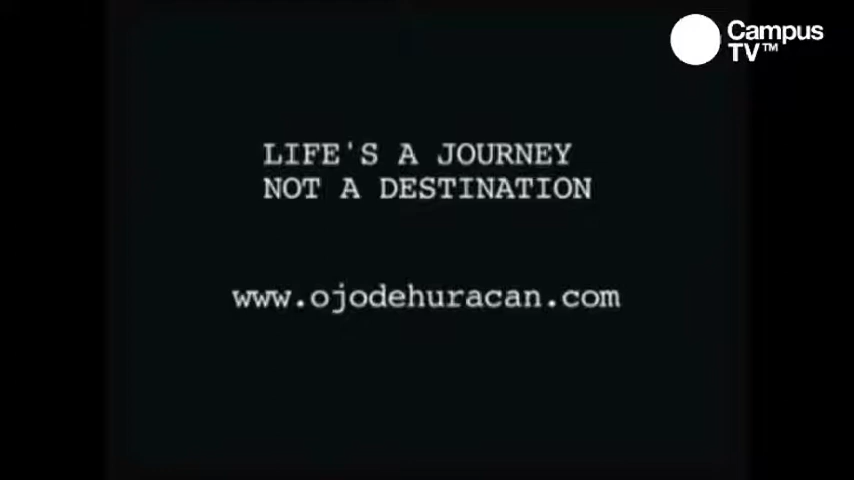 Campus
TV™
LIFE'S A JOURNEY
NOT A DESTINATION
www.ojodehuracan.com